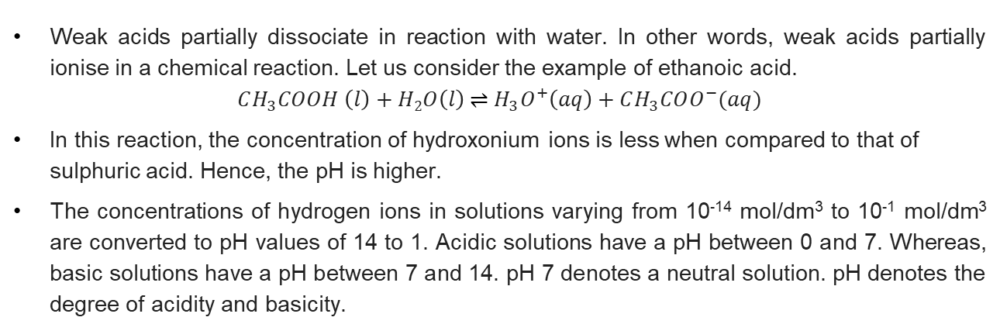 • Weak acids partially dissociate in reaction with water. In other words, weak acids partially
ionise in a chemical reaction. Let us consider the example of ethanoic acid.
CH₃COOH (l) + H₂O(l) ⇌ H₃O⁺(aq) + CH₃COO⁻(aq)
• In this reaction, the concentration of hydroxonium ions is less when compared to that of
sulphuric acid. Hence, the pH is higher.
• The concentrations of hydrogen ions in solutions varying from 10⁻¹⁴ mol/dm³ to 10⁻¹ mol/dm³
are converted to pH values of 14 to 1. Acidic solutions have a pH between 0 and 7. Whereas,
basic solutions have a pH between 7 and 14. pH 7 denotes a neutral solution. pH denotes the
degree of acidity and basicity.